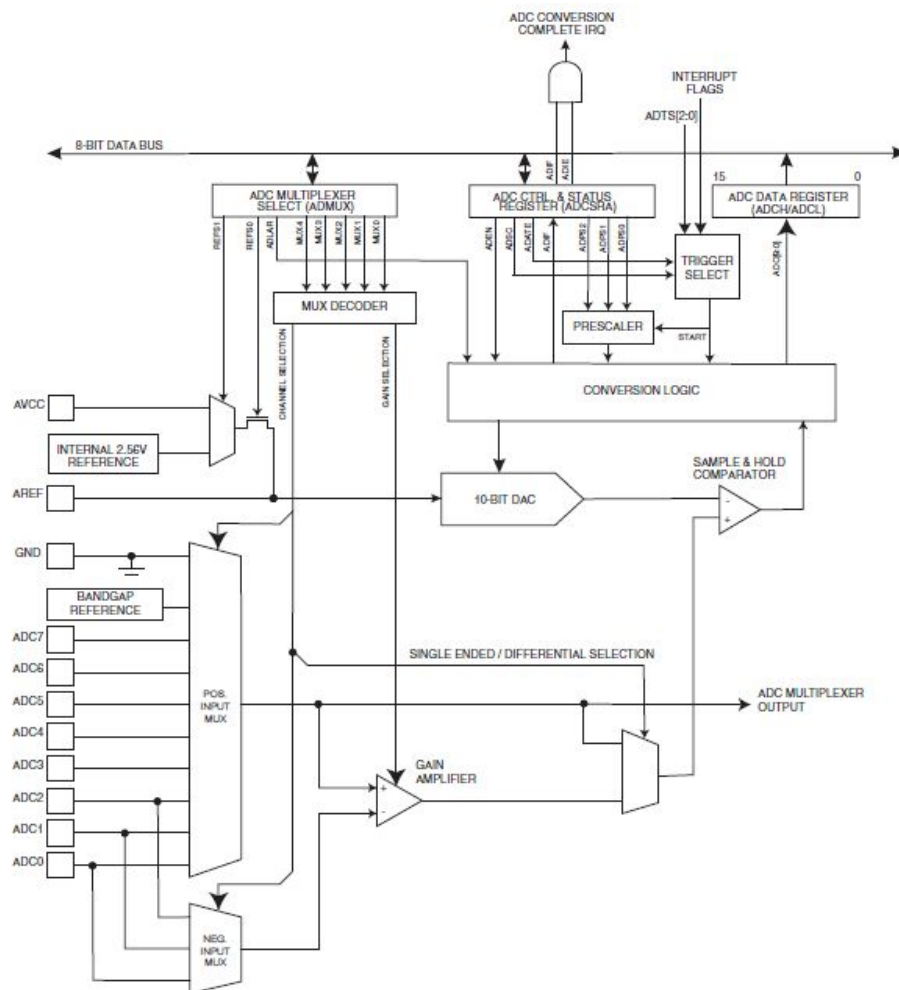 ADC CONVERSION
COMPLETE IRQ
INTERRUPT
FLAGS
ADTS[2:0]
8-BIT DATA BUS
ADIF
ADIE
15
0
ADC MULTIPLEXER
SELECT (ADMUX)
ADC CTRL. & STATUS
REGISTER (ADCSRA)
ADC DATA REGISTER
(ADCH/ADCL)
REFS1
REFS0
ADLAR
MUX4
MUX3
MUX2
MUX1
MUX0
ADEN
ADSC
ADATE
ADIF
ADPS2
ADPS1
ADPS0
ADC[9:0]
TRIGGER
SELECT
MUX DECODER
PRESCALER
START
CHANNEL SELECTION
GAIN SELECTION
CONVERSION LOGIC
AVCC
INTERNAL 2.56V
REFERENCE
AREF
SAMPLE & HOLD
COMPARATOR
10-BIT DAC
-
+
GND
BANDGAP
REFERENCE
ADC7
ADC6
ADC5
ADC4
ADC3
ADC2
ADC1
ADC0
POS.
INPUT
MUX
SINGLE ENDED / DIFFERENTIAL SELECTION
ADC MULTIPLEXER
OUTPUT
GAIN
AMPLIFIER
+
-
NEG.
INPUT
MUX